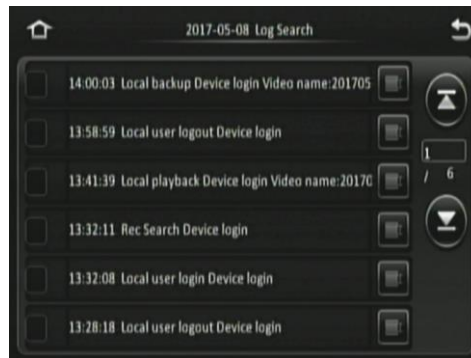 2017-05-08 Log Search
14:00:03 Local backup Device login Video name:201705
13:58:59 Local user logout Device login
13:41:39 Local playback Device login Video name:20170
13:32:11 Rec Search Device login
13:32:08 Local user login Device login
13:28:18 Local user logout Device login
1
/ 6